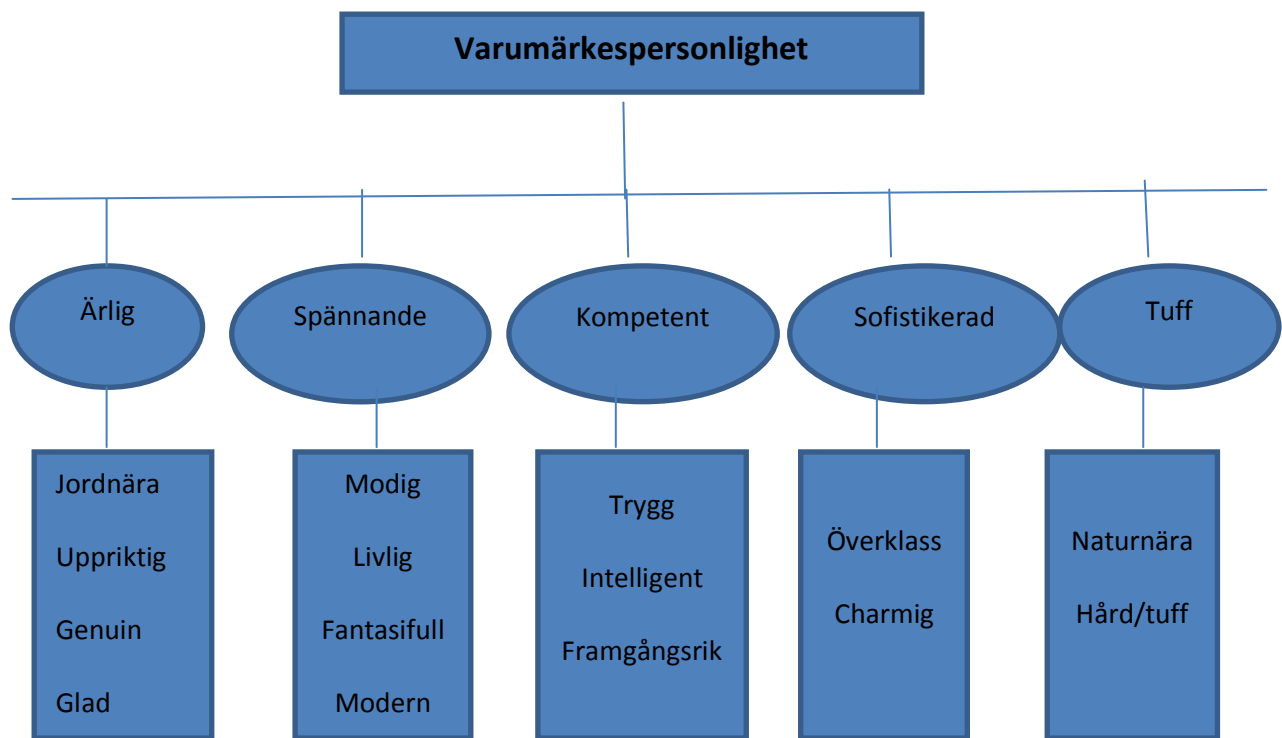 Varumärkespersonlighet
Ärlig
Spännande
Kompetent
Sofistikerad
Tuff
Jordnära
Uppriktig
Genuin
Glad
Modig
Livlig
Fantasifull
Modern
Trygg
Intelligent
Framgångsrik
Överklass
Charmig
Naturnära
Hård/tuff